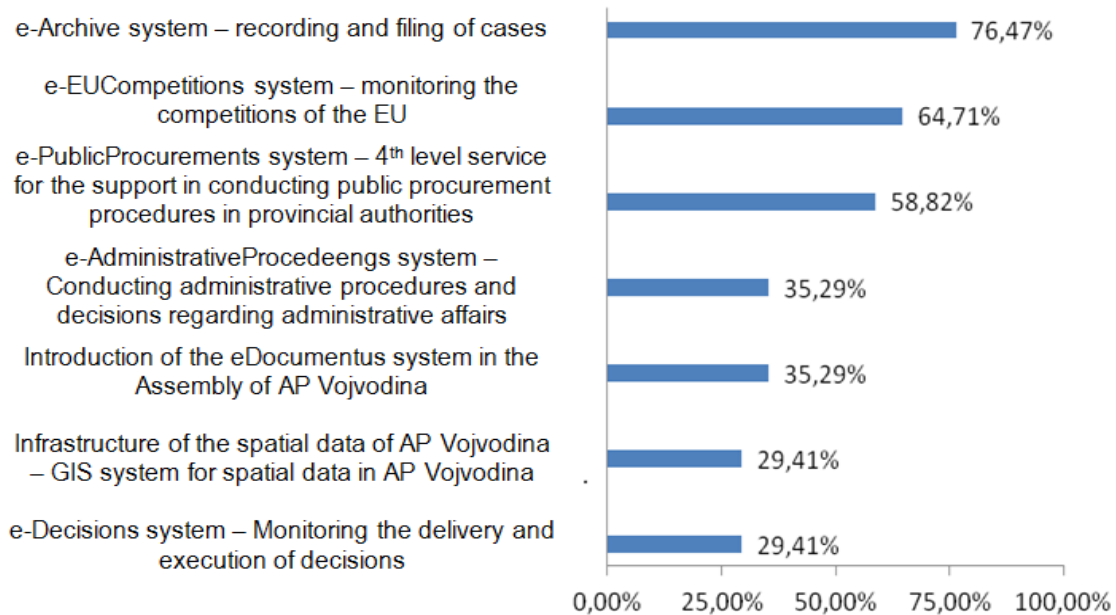 e-Archive system – recording and filing of cases
76,47%
e-EUCompetitions system – monitoring the
competitions of the EU
64,71%
e-PublicProcurements system – 4th level service
for the support in conducting public procurement
procedures in provincial authorities
58,82%
e-AdministrativeProcedeengs system –
Conducting administrative procedures and
decisions regarding administrative affairs
35,29%
Introduction of the eDocumentus system in the
Assembly of AP Vojvodina
35,29%
Infrastructure of the spatial data of AP Vojvodina
– GIS system for spatial data in AP Vojvodina
.
29,41%
e-Decisions system – Monitoring the delivery and
execution of decisions
29,41%
0,00% 25,00% 50,00% 75,00% 100,00%